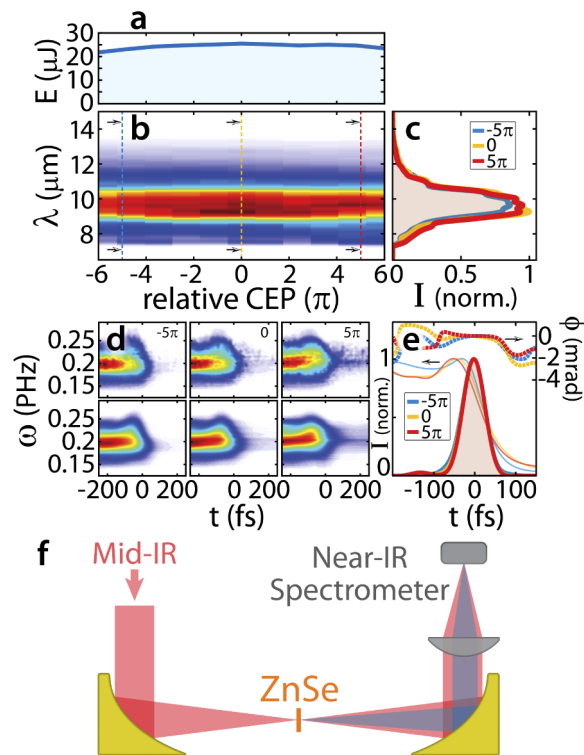 a
E (μJ)
30
20
10
0
b
λ (μm)
14
12
10
8
-6 -4 -2 0 2 4 6
relative CEP (π)
c
-5π
0
5π
0 0.5 1
I (norm.)
d
-5π 0 5π
ω (PHz)
0.25
0.2
0.15
0.25
0.2
0.15
-200 0 200 0 200 0 200
t (fs)
e
ϕ (mrad)
0
-2
-4
I (norm.)
1
0
-5π
0
5π
-100 0 100
t (fs)
f
Mid-IR
Near-IR
Spectrometer
ZnSe